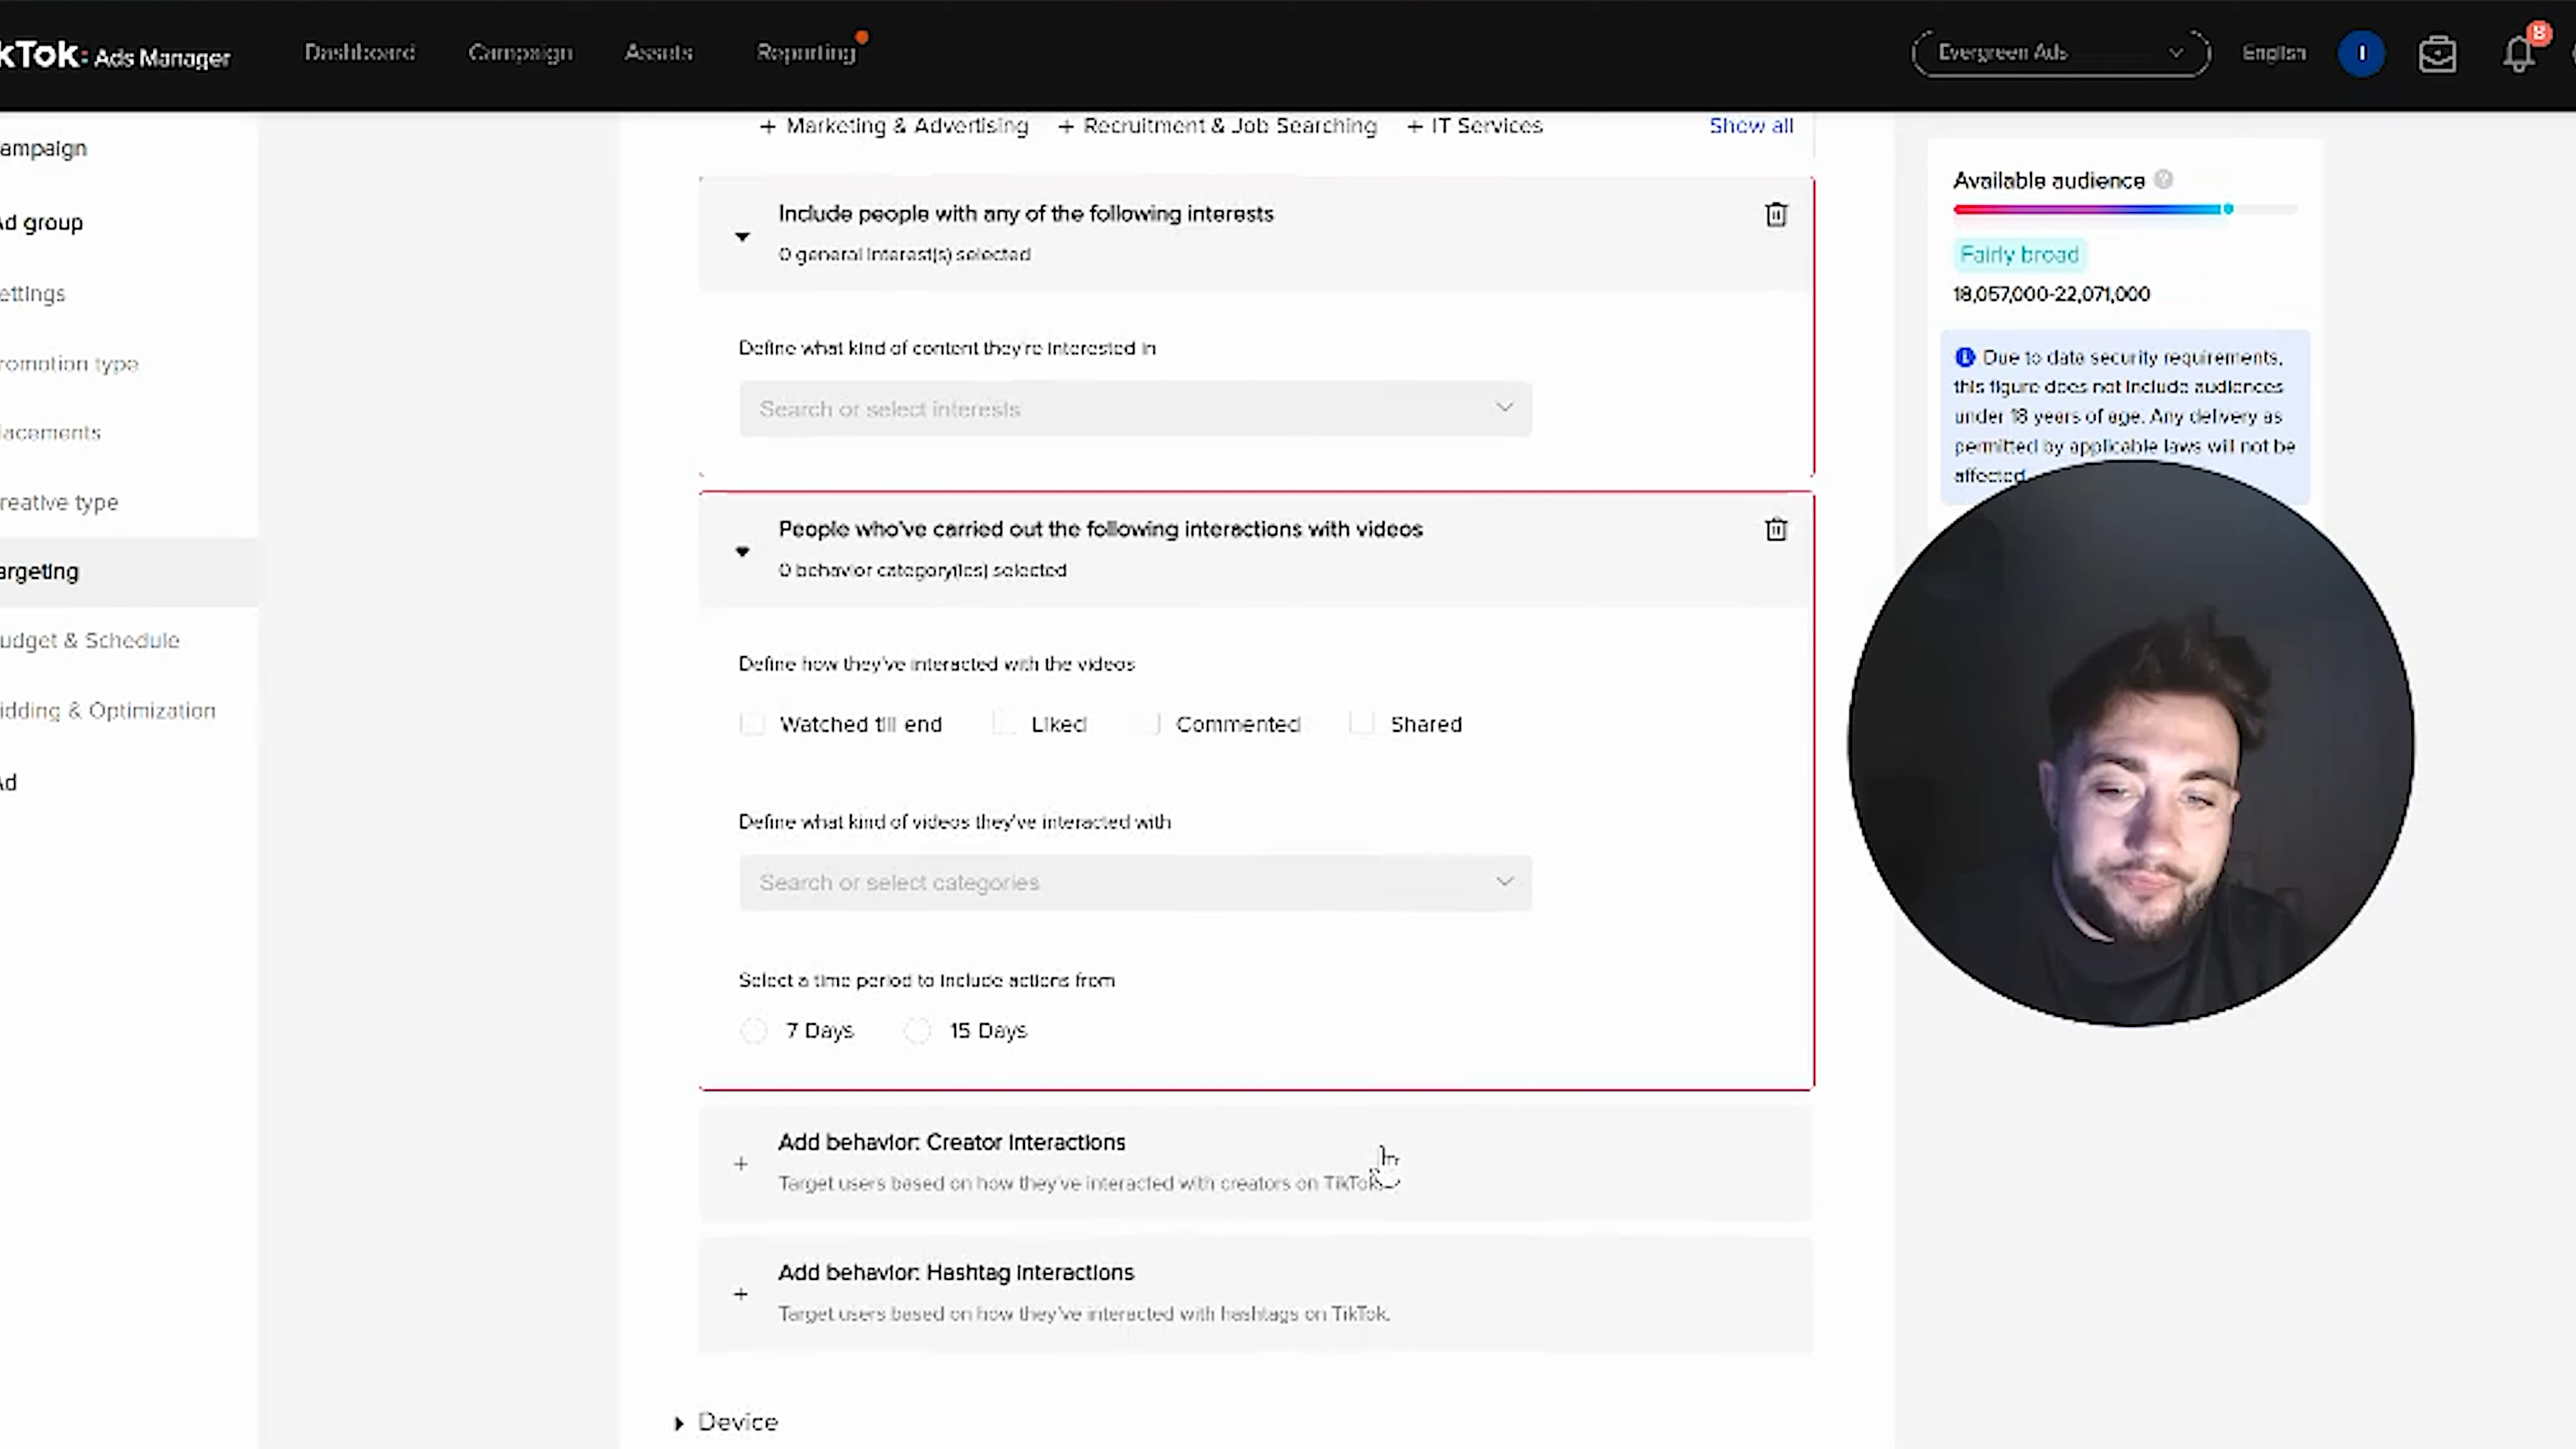 kTok: Ads Manager
Dashboard
Campaign
Assets
Reporting
Evergreen Ads
English
8
+ Marketing & Advertising + Recruitment & Job Searching + IT Services Show all
ampaign
Ad group
ettings
romotion type
lacements
reative type
argeting
udget & Schedule
idding & Optimization
Ad
Include people with any of the following interests
0 general interest(s) selected
Define what kind of content they're interested in
Search or select interests
People who've carried out the following interactions with videos
0 behavior category(ies) selected
Define how they've interacted with the videos
Watched till end Liked Commented Shared
Define what kind of videos they've interacted with
Search or select categories
Select a time period to include actions from
7 Days 15 Days
+ Add behavior: Creator interactions
Target users based on how they've interacted with creators on TikTok.
+ Add behavior: Hashtag interactions
Target users based on how they've interacted with hashtags on TikTok.
Device
Available audience
Fairly broad
18,057,000-22,071,000
Due to data security requirements,
this figure does not include audiences
under 18 years of age. Any delivery as
permitted by applicable laws will not be
affected